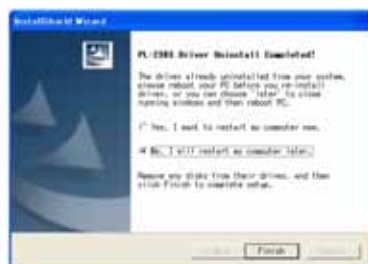 InstallShield Wizard
PL-2303 Driver Uninstall Completed!
The driver already uninstalled from your system,
please reboot your PC before you re-install
driver, or you can choose 'later' to close
running windows and then reboot PC.
Yes, I want to restart my computer now.
No, I will restart my computer later.
Remove any disks from their drives, and then
click Finish to complete setup.
Finish